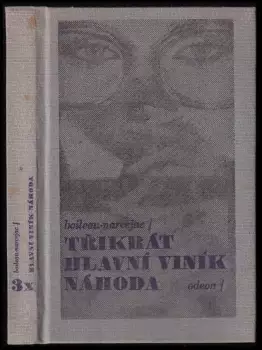 boileau-narcejac /
TŘIKRÁT
HLAVNÍ VINÍK
NÁHODA
odeon /
boileau-narcejac /
3x
HLAVNÍ VINÍK NÁHODA